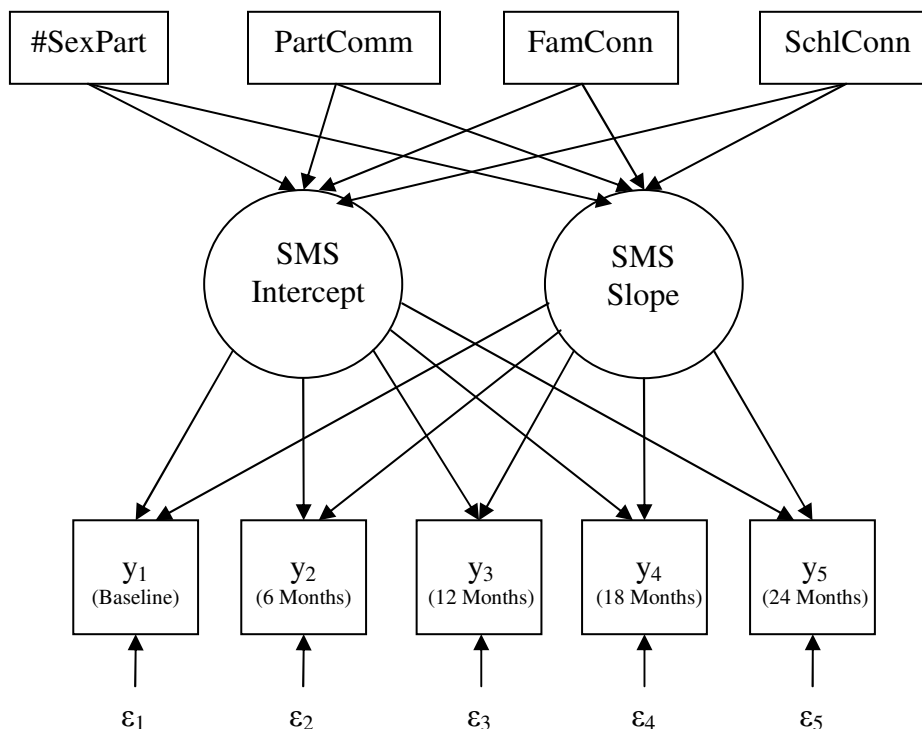 #SexPart
PartComm
FamConn
SchlConn
SMS
Intercept
SMS
Slope
y₁
(Baseline)
y₂
(6 Months)
y₃
(12 Months)
y₄
(18 Months)
y₅
(24 Months)
ε₁
ε₂
ε₃
ε₄
ε₅